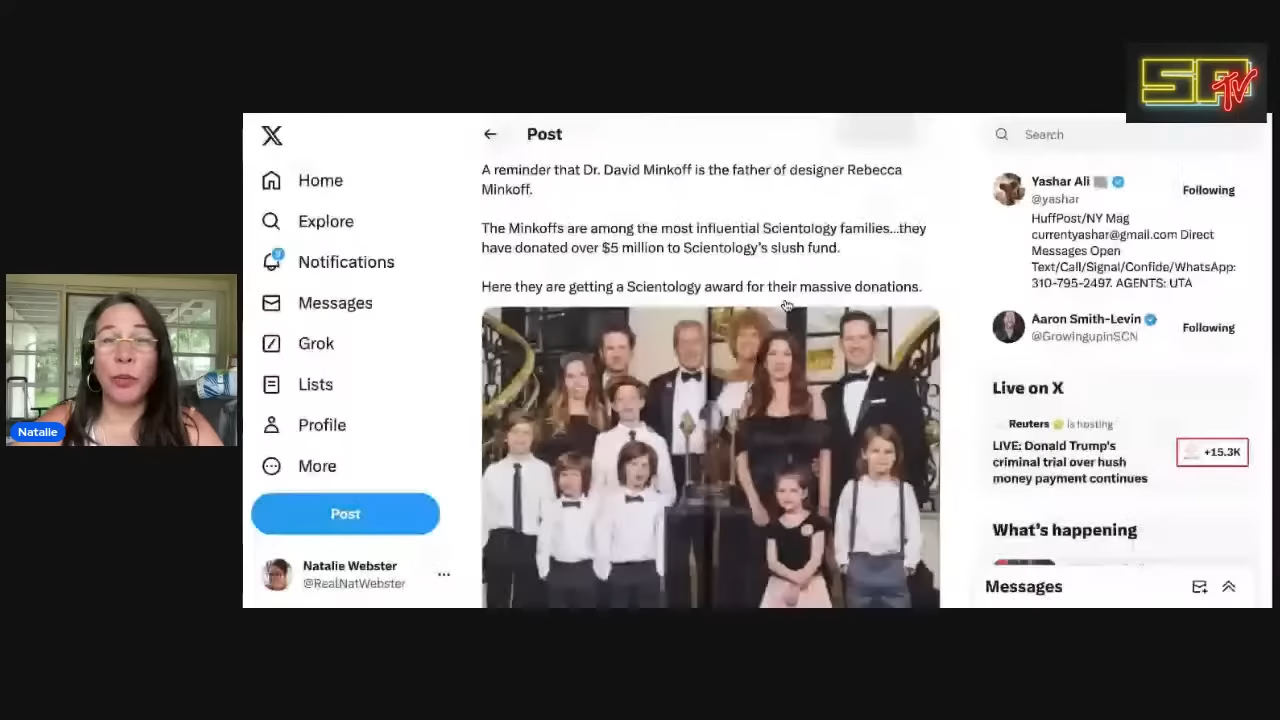 SPTV
X
Home
Explore
Notifications
Messages
Grok
Lists
Profile
More
Post
Natalie Webster
@RealNatWebster
Natalie
Post
A reminder that Dr. David Minkoff is the father of designer Rebecca
Minkoff.
The Minkoffs are among the most influential Scientology families...they
have donated over $5 million to Scientology's slush fund.
Here they are getting a Scientology award for their massive donations.
Search
Yashar Ali
Following
@yashar
HuffPost/NY Mag
currentyashar@gmail.com Direct
Messages Open
Text/Call/Signal/Confide/WhatsApp:
310-795-2497. AGENTS: UTA
Aaron Smith-Levin
Following
@GrowingupinSCN
Live on X
Reuters is hosting
LIVE: Donald Trump's
criminal trial over hush
money payment continues
+15.3K
What's happening
Messages